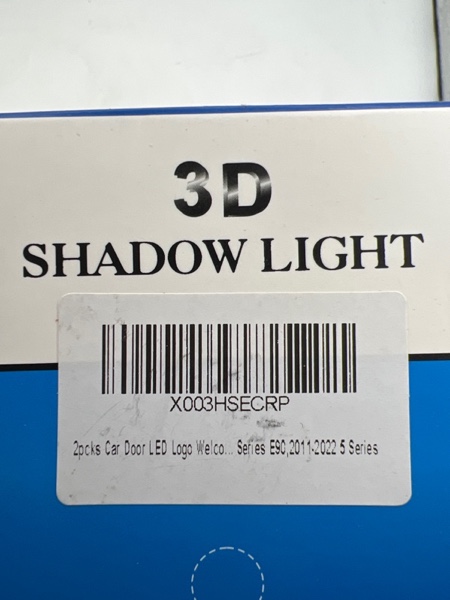 3D
SHADOW LIGHT
X003HSECRP
2pcks Car Door LED Logo Welco... Series E90,2011-2022 5 Series